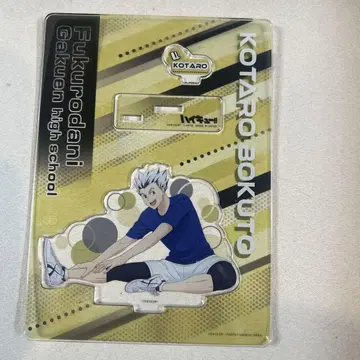 KOTARO
ハイキュー!!
KOTARO BOKUTO
Fukurodani
Gakuen high school